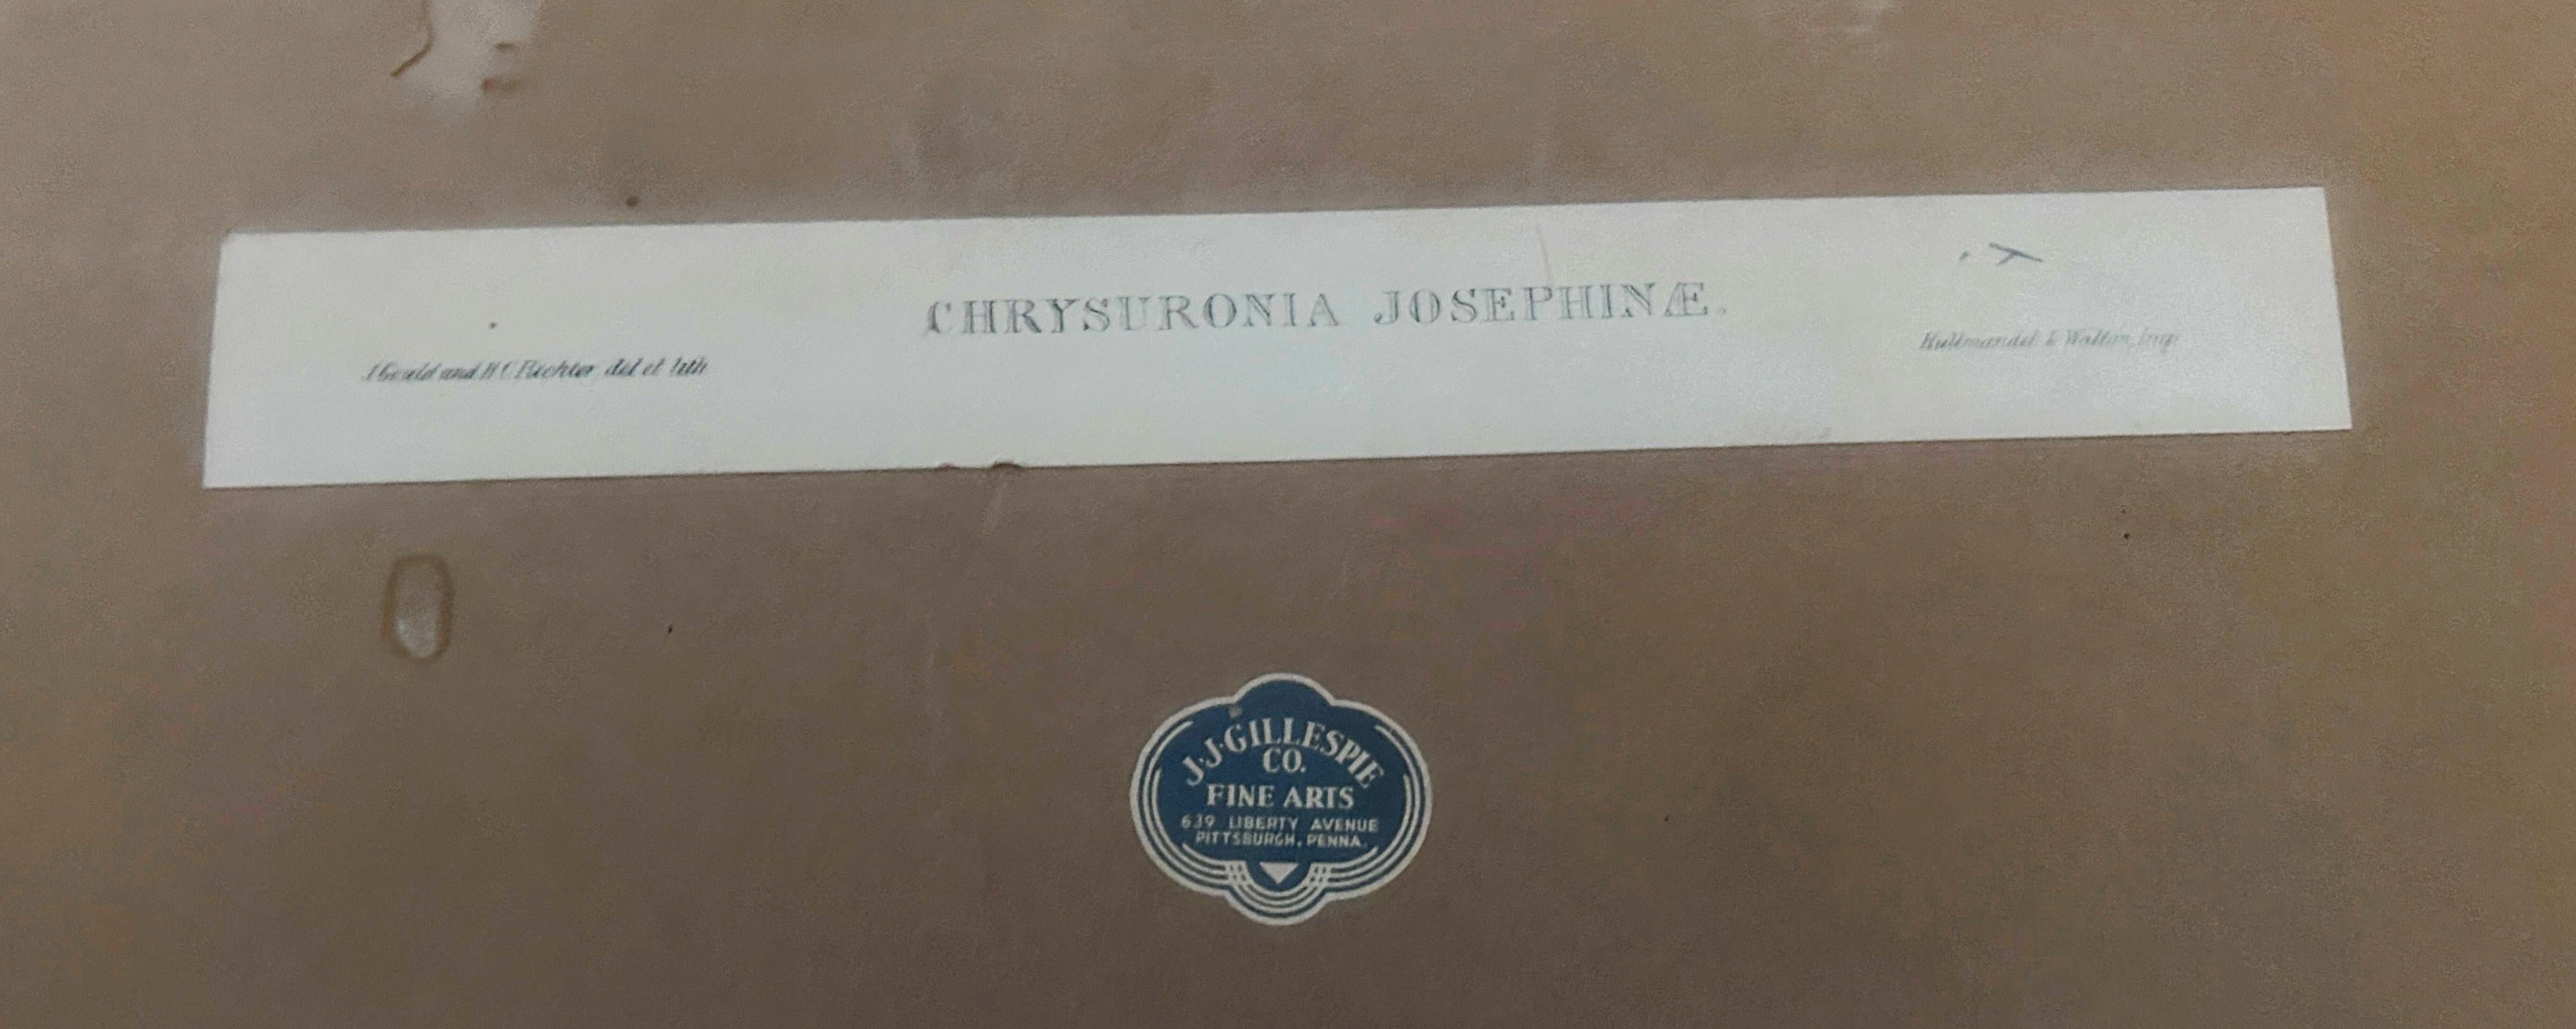 CHRYSURONIA JOSEPHINÆ.
J Gould and H C Richter, del et lith
Hullmandel & Walton, Imp
J·J·GILLESPIE
CO.
FINE ARTS
639 LIBERTY AVENUE
PITTSBURGH, PENNA.